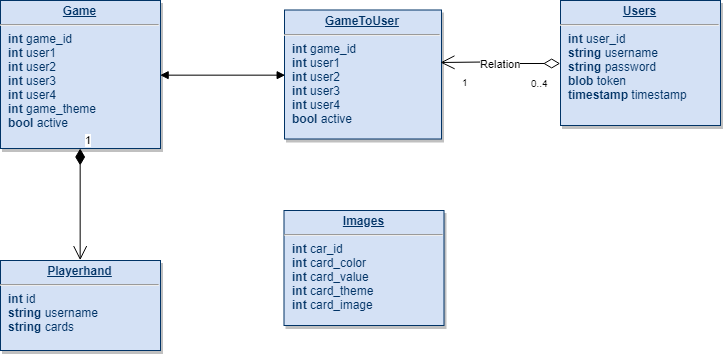 Game
int game_id
int user1
int user2
int user3
int user4
int game_theme
bool active
1
GameToUser
int game_id
int user1
int user2
int user3
int user4
bool active
Relation
1
0..4
Users
int user_id
string username
string password
blob token
timestamp timestamp
Playerhand
int id
string username
string cards
Images
int car_id
int card_color
int card_value
int card_theme
int card_image